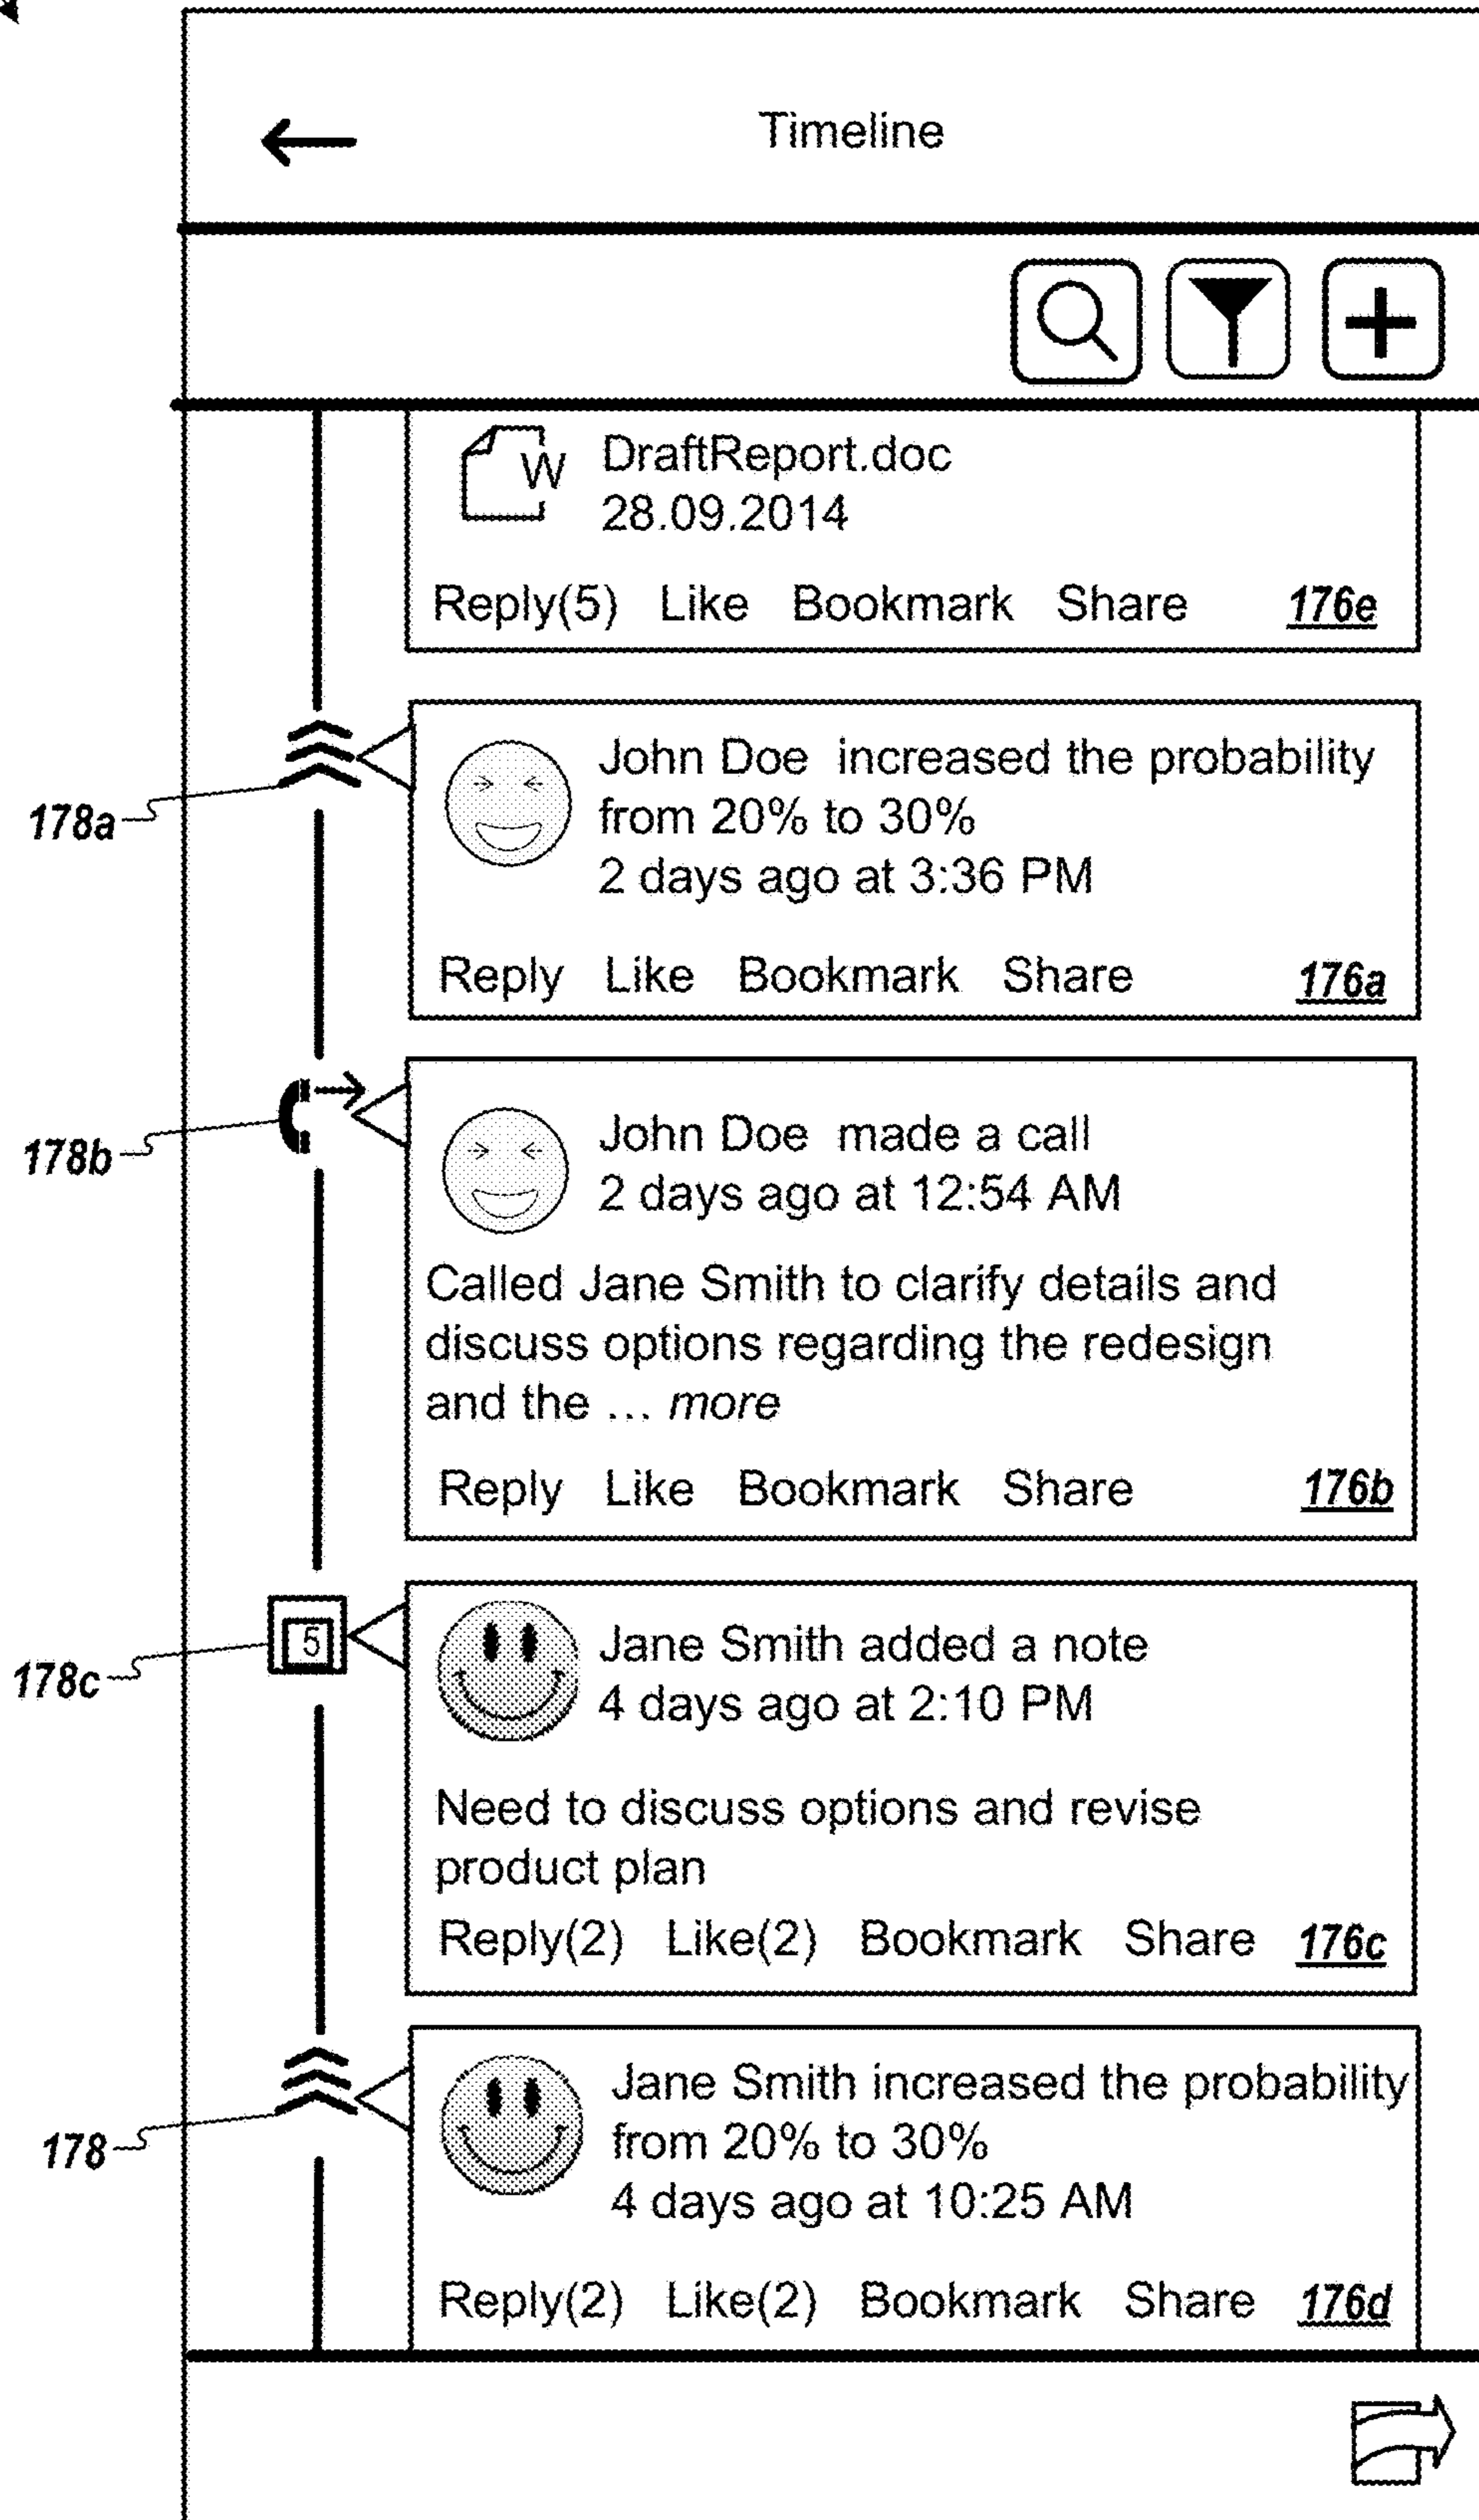 Timeline
W
DraftReport.doc
28.09.2014
Reply(5) Like Bookmark Share 176e
John Doe increased the probability
from 20% to 30%
2 days ago at 3:36 PM
178a
Reply Like Bookmark Share 176a
John Doe made a call
178b
2 days ago at 12:54 AM
Called Jane Smith to clarify details and
discuss options regarding the redesign
and the ... more
Reply Like Bookmark Share 176b
5
Jane Smith added a note
178c
4 days ago at 2:10 PM
Need to discuss options and revise
product plan
Reply(2) Like(2) Bookmark Share 176c
Jane Smith increased the probability
from 20% to 30%
178
4 days ago at 10:25 AM
Reply(2) Like(2) Bookmark Share 176d